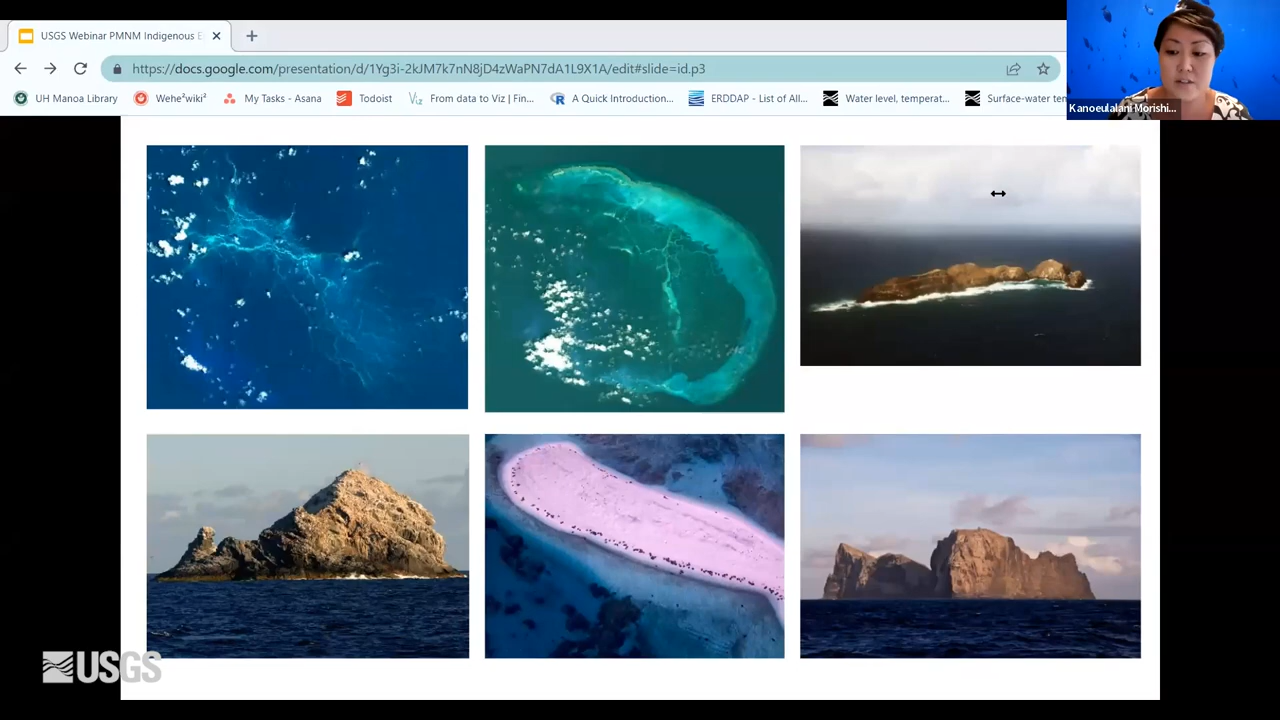 USGS Webinar PMNM Indigenous E
https://docs.google.com/presentation/d/1Yg3i-2kJM7k7nN8jD4zWaPN7dA1L9X1A/edit#slide=id.p3
UH Manoa Library Wehe²wiki² My Tasks - Asana Todoist From data to Viz | Fin... A Quick Introduction... ERDDAP - List of All... Water level, temperat... Surface-water ten
Kanoeulalani Morishi...
USGS